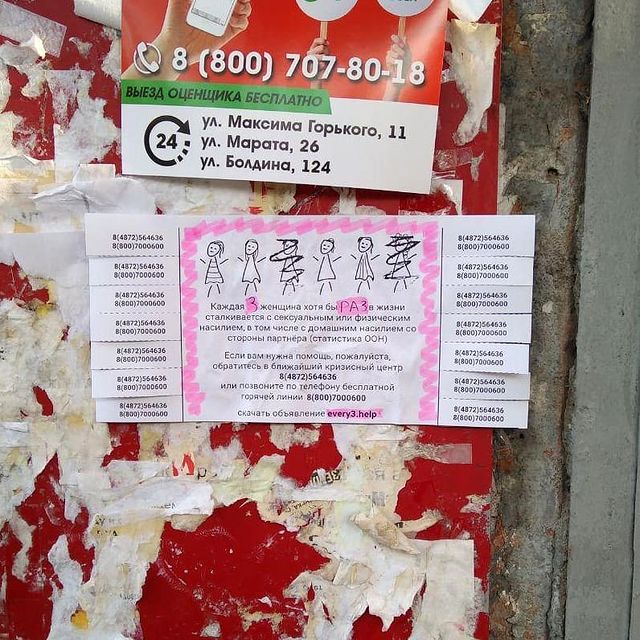 8 (800) 707-80-18
ВЫЕЗД ОЦЕНЩИКА БЕСПЛАТНО
24
ул. Максима Горького, 11
ул. Марата, 26
ул. Болдина, 124
8(4872)564636
8(800)7000600
8(4872)564636
8(800)7000600
8(4872)564636
8(800)7000600
8(4872)564636
8(800)7000600
8(4872)564636
8(800)7000600
8(4872)564636
8(800)7000600
8(4872)564636
8(800)7000600
Каждая 3 женщина хотя бы РАЗ в жизни
сталкивается с сексуальным или физическим
насилием, в том числе с домашним насилием со
стороны партнёра (статистика ООН)
Если вам нужна помощь, пожалуйста,
обратитесь в ближайший кризисный центр
8(4872)564636
или позвоните по телефону бесплатной
горячей линии 8(800)7000600
скачать объявление every3.help
8(4872)564636
8(800)7000600
8(4872)564636
8(800)7000600
8(4872)564636
8(800)7000600
8(4872)564636
8(800)7000600
8(4872)564636
8(800)7000600
8(4872)564636
8(800)7000600
8(4872)564636
8(800)7000600